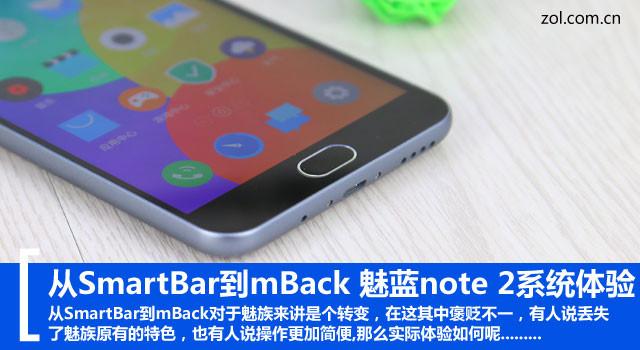 zol.com.cn
从SmartBar到mBack 魅蓝note 2系统体验
从SmartBar到mBack对于魅族来讲是个转变，在这其中褒贬不一，有人说丢失
了魅族原有的特色，也有人说操作更加简便,那么实际体验如何呢.........